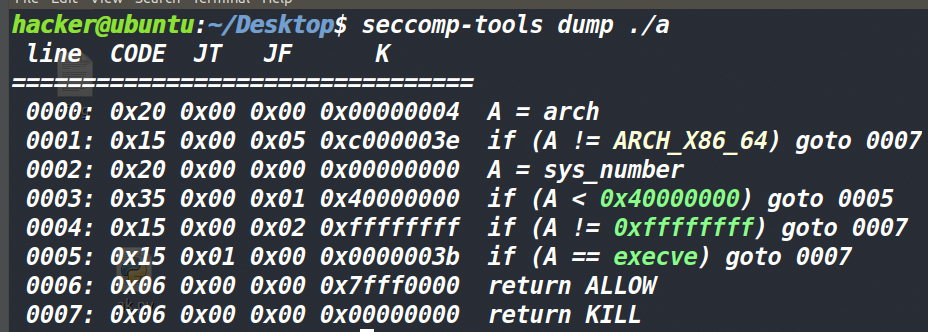 File Edit View Search Terminal Help
hacker@ubuntu:~/Desktop$ seccomp-tools dump ./a
 line  CODE  JT   JF      K
=================================
 0000: 0x20 0x00 0x00 0x00000004  A = arch
 0001: 0x15 0x00 0x05 0xc000003e  if (A != ARCH_X86_64) goto 0007
 0002: 0x20 0x00 0x00 0x00000000  A = sys_number
 0003: 0x35 0x00 0x01 0x40000000  if (A < 0x40000000) goto 0005
 0004: 0x15 0x00 0x02 0xffffffff  if (A != 0xffffffff) goto 0007
 0005: 0x15 0x01 0x00 0x0000003b  if (A == execve) goto 0007
 0006: 0x06 0x00 0x00 0x7fff0000  return ALLOW
 0007: 0x06 0x00 0x00 0x00000000  return KILL